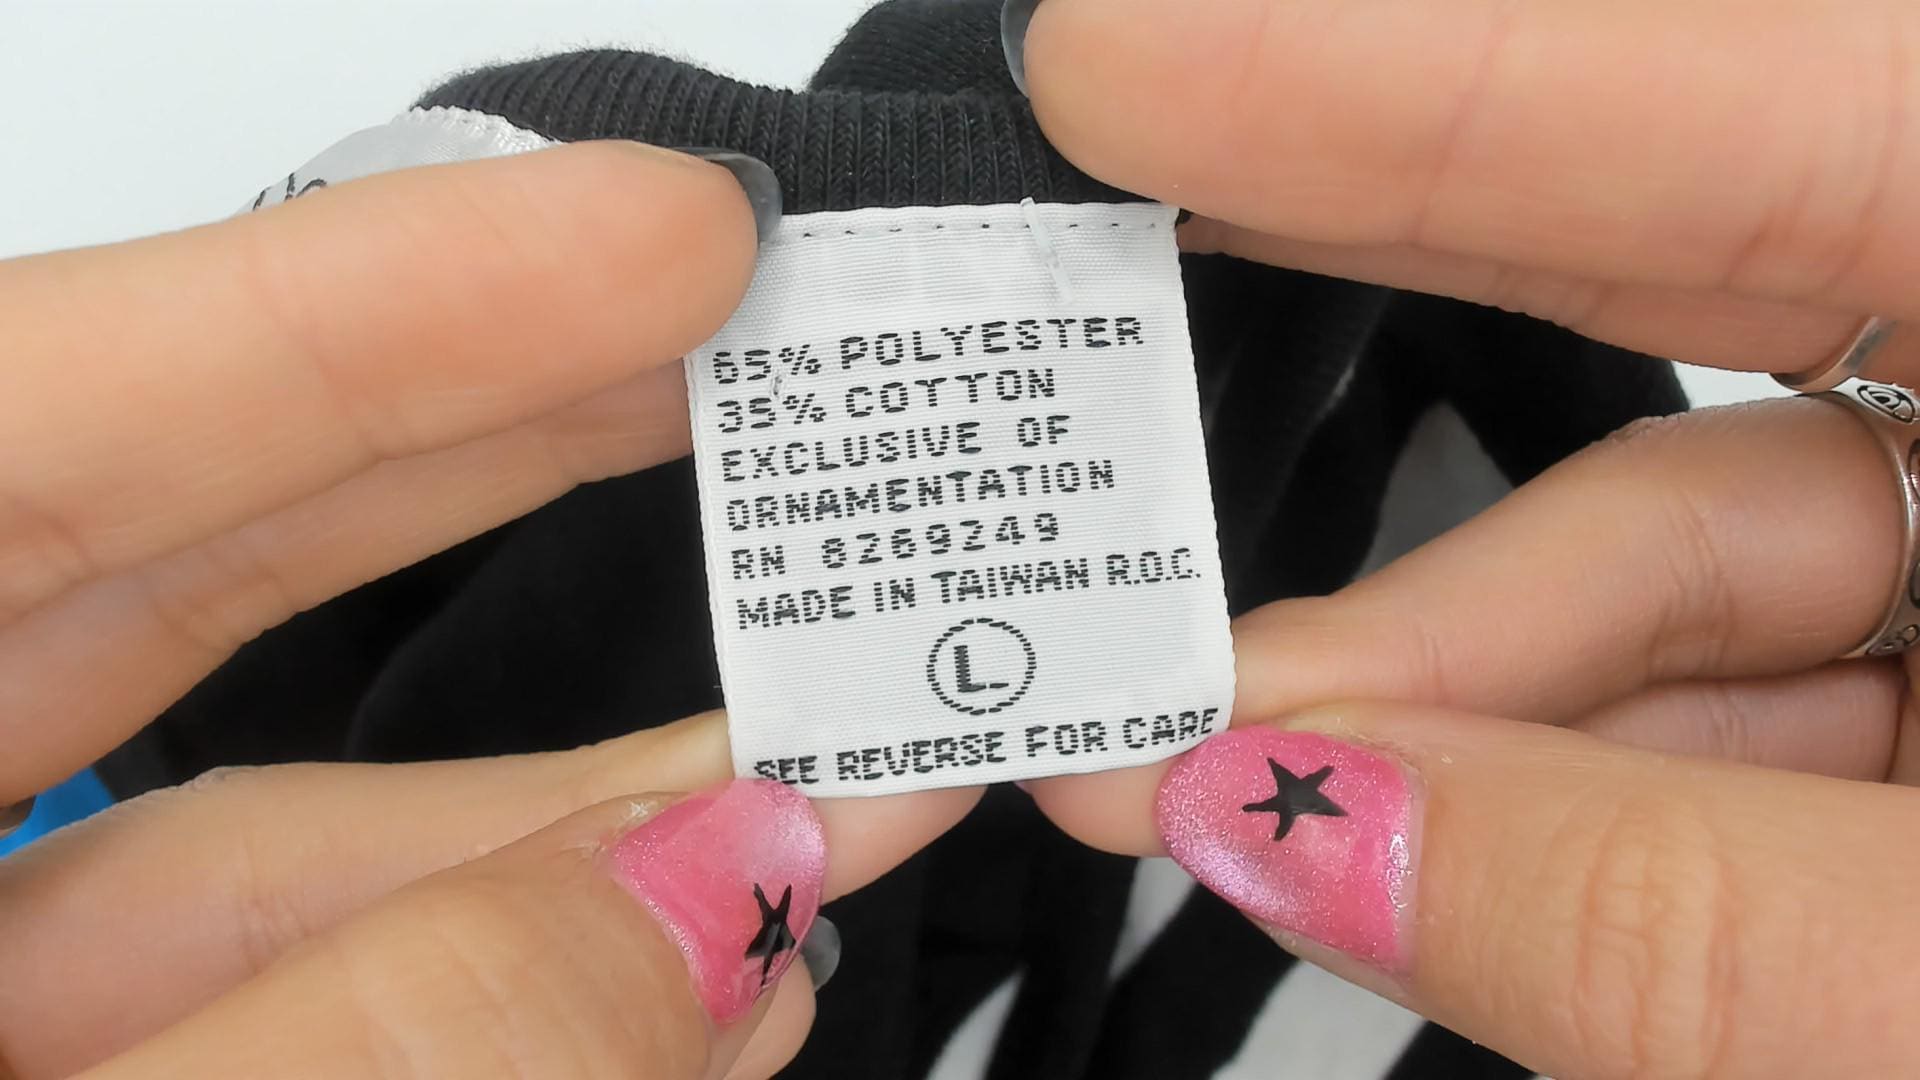 65% POLYESTER
35% COTTON
EXCLUSIVE OF
ORNAMENTATION
RN 8269249
MADE IN TAIWAN R.O.C.
L
SEE REVERSE FOR CARE